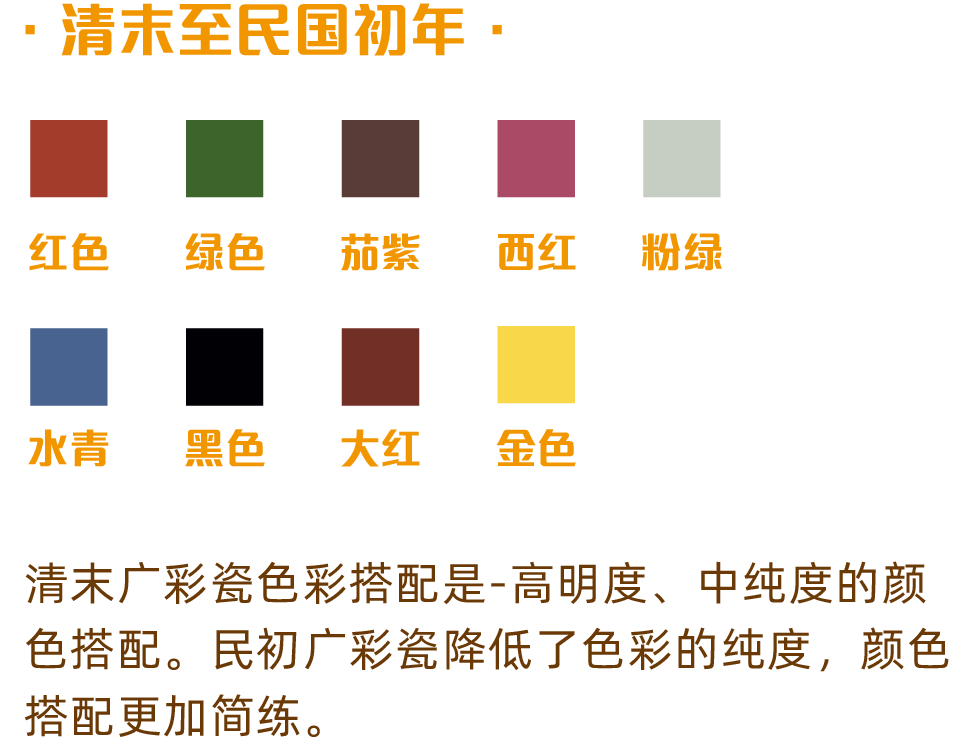 ·清末至民国初年·
红色 绿色 茄紫 西红 粉绿
水青 黑色 大红 金色
清末广彩瓷色彩搭配是-高明度、中纯度的颜
色搭配。民初广彩瓷降低了色彩的纯度，颜色
搭配更加简练。